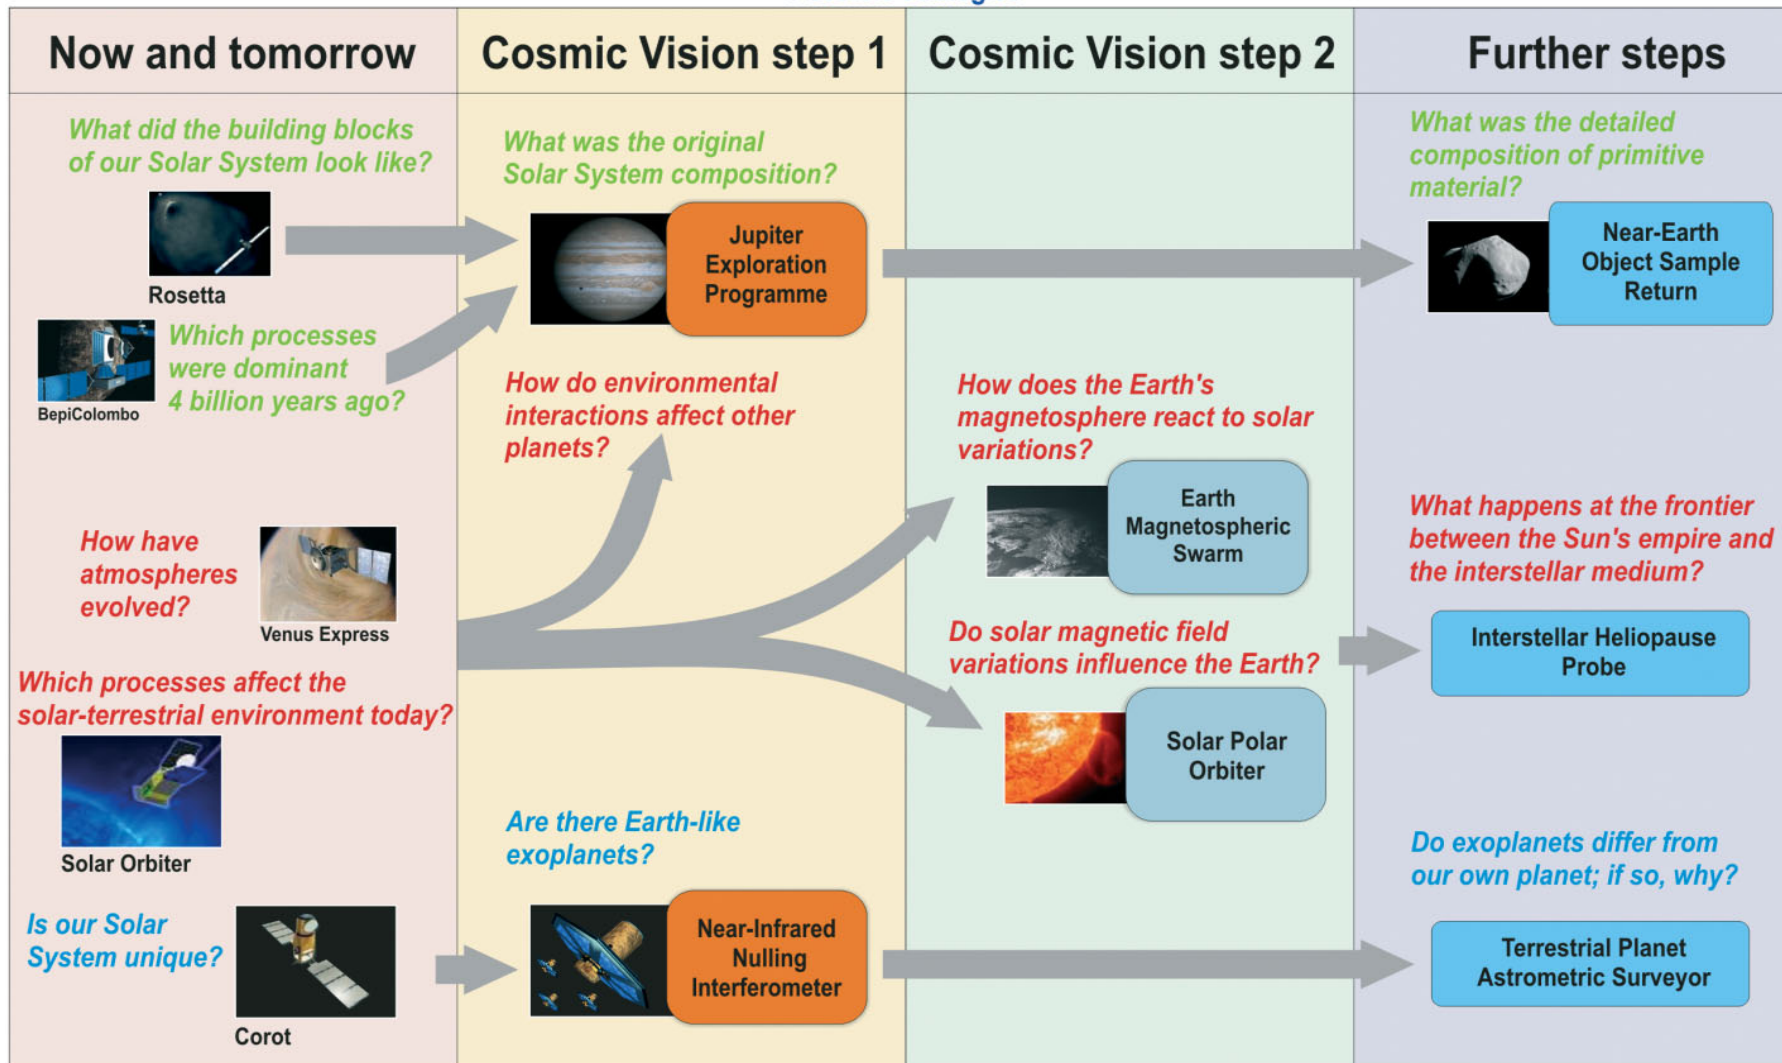 Now and tomorrow
What did the building blocks
of our Solar System look like?
Rosetta
BepiColombo
Which processes
were dominant
4 billion years ago?
How have
atmospheres
evolved?
Venus Express
Which processes affect the
solar-terrestrial environment today?
Solar Orbiter
Is our Solar
System unique?
Corot
Cosmic Vision step 1
What was the original
Solar System composition?
Jupiter
Exploration
Programme
How do environmental
interactions affect other
planets?
Are there Earth-like
exoplanets?
Near-Infrared
Nulling
Interferometer
Cosmic Vision step 2
How does the Earth's
magnetosphere react to solar
variations?
Earth
Magnetospheric
Swarm
Do solar magnetic field
variations influence the Earth?
Solar Polar
Orbiter
Further steps
What was the detailed
composition of primitive
material?
Near-Earth
Object Sample
Return
What happens at the frontier
between the Sun's empire and
the interstellar medium?
Interstellar Heliopause
Probe
Do exoplanets differ from
our own planet; if so, why?
Terrestrial Planet
Astrometric Surveyor